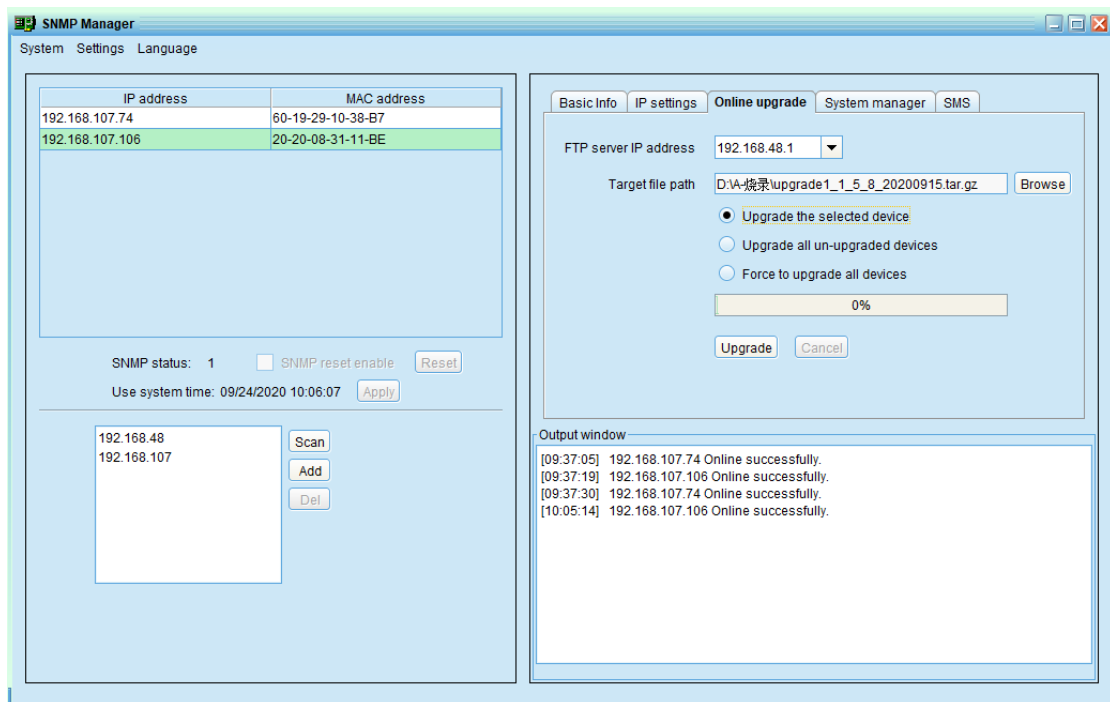 SNMP Manager
System Settings Language
IP address MAC address
192.168.107.74 60-19-29-10-38-B7
192.168.107.106 20-20-08-31-11-BE
SNMP status: 1 SNMP reset enable Reset
Use system time: 09/24/2020 10:06:07 Apply
192.168.48
192.168.107
Scan
Add
Del
Basic Info IP settings Online upgrade System manager SMS
FTP server IP address 192.168.48.1
Target file path D:\A-烧录\upgrade1_1_5_8_20200915.tar.gz Browse
Upgrade the selected device
Upgrade all un-upgraded devices
Force to upgrade all devices
0%
Upgrade Cancel
Output window
[09:37:05] 192.168.107.74 Online successfully.
[09:37:19] 192.168.107.106 Online successfully.
[09:37:30] 192.168.107.74 Online successfully.
[10:05:14] 192.168.107.106 Online successfully.